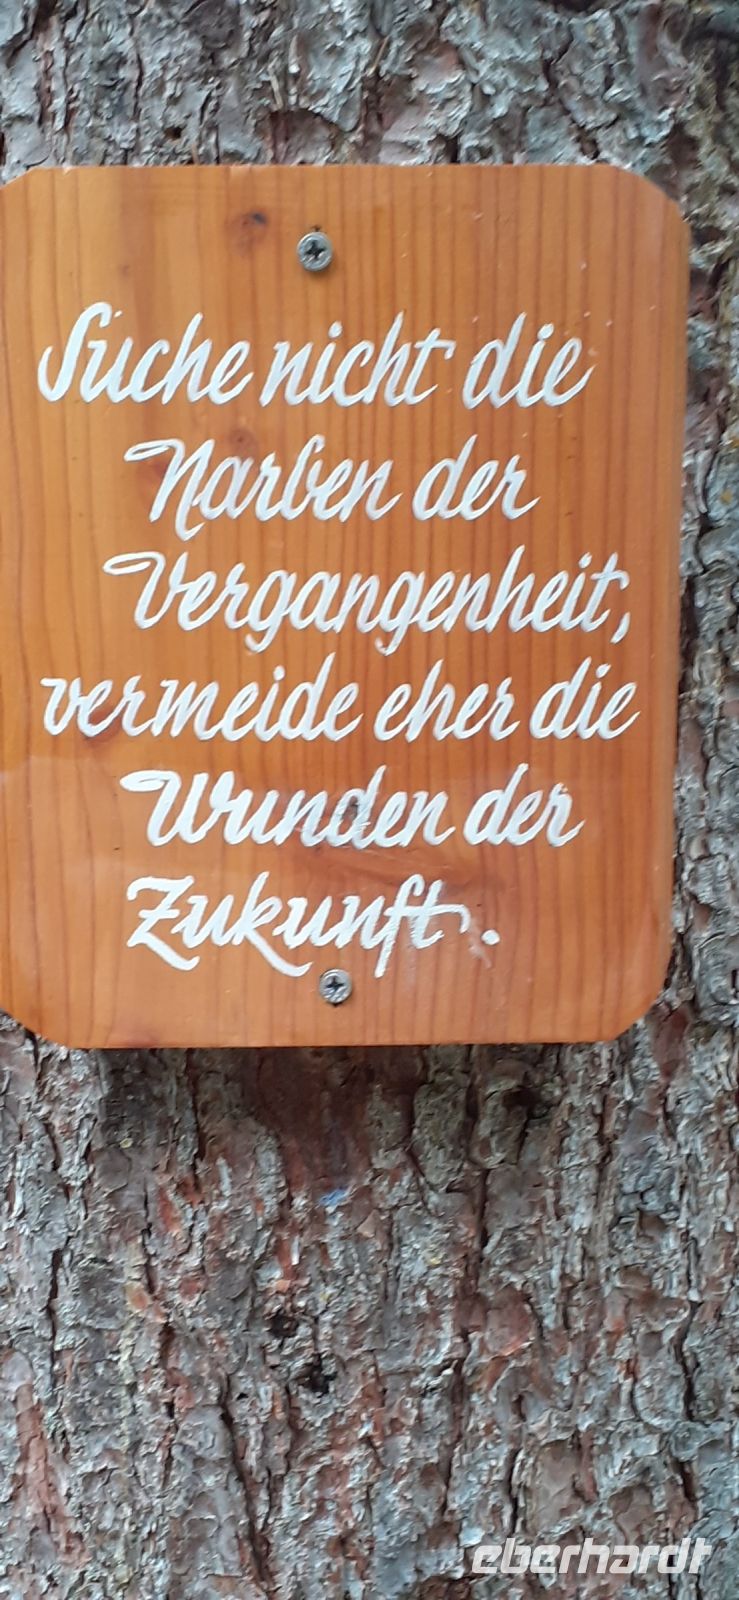 Suche nicht die
Narben der
Vergangenheit,
vermeide eher die
Wunden der
Zukunft.
eberhardt